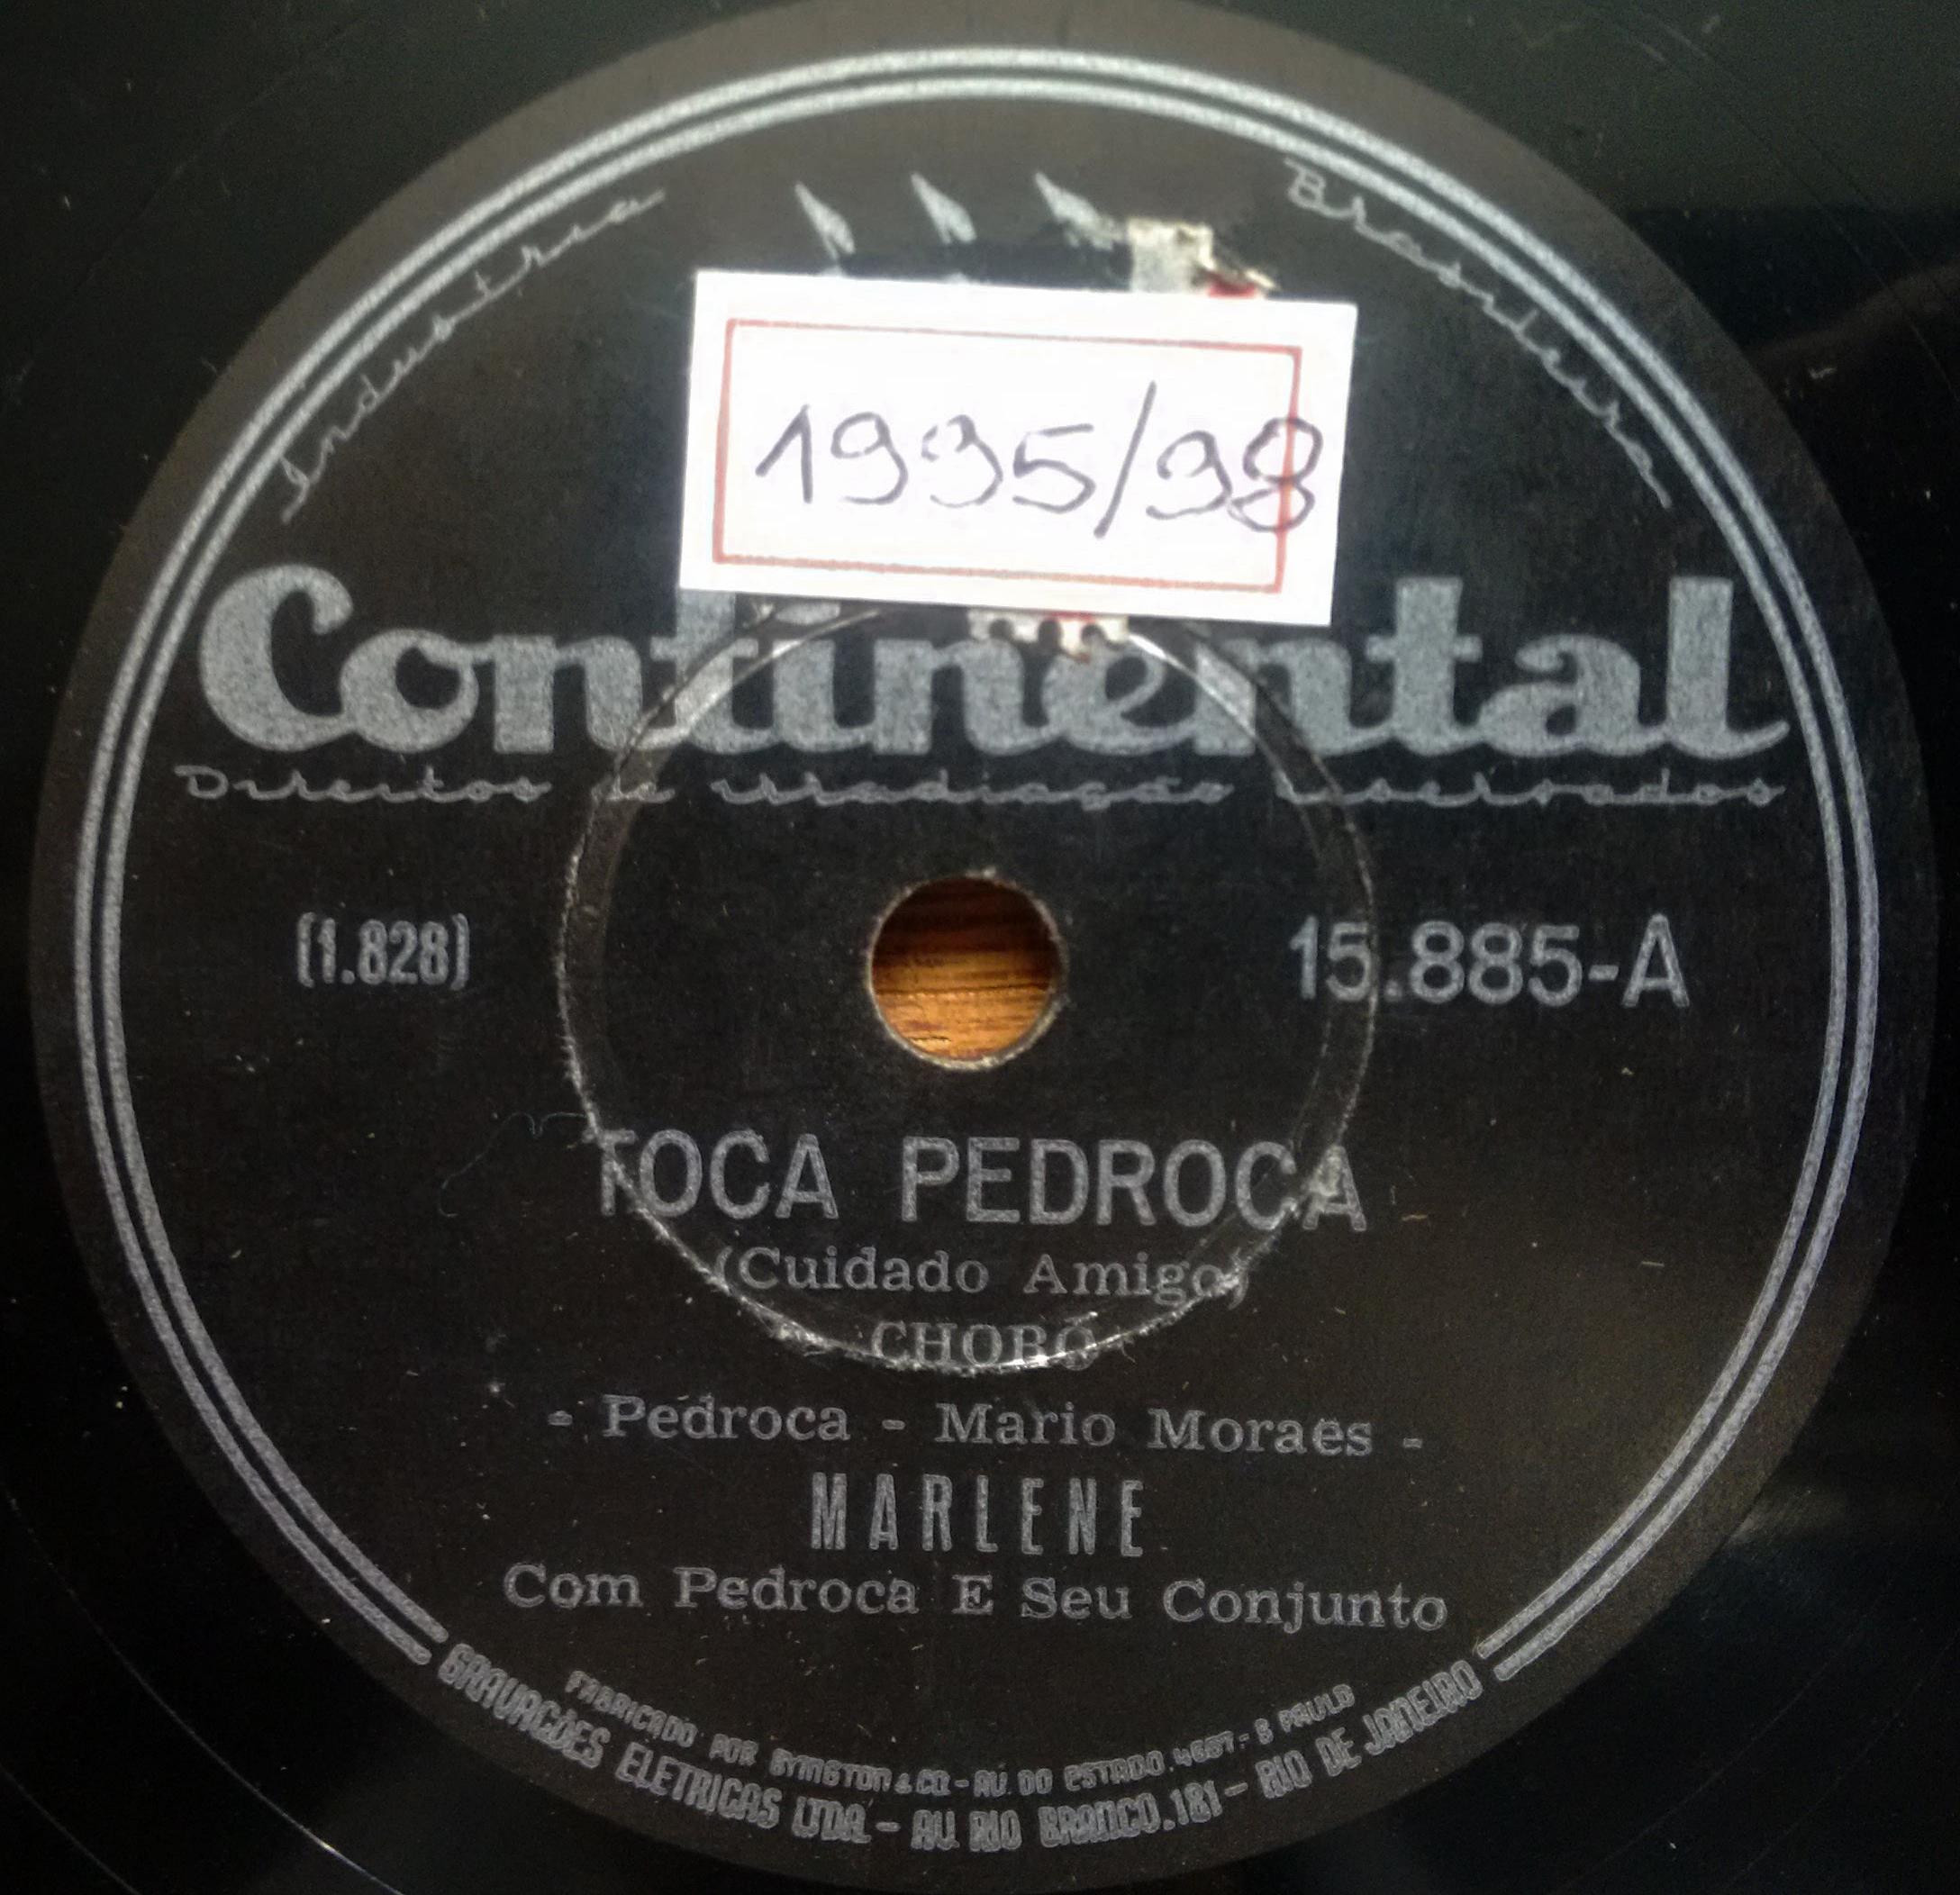 Industria Brasileira
1995/98
Continental
Direitos de irradiação reservados
(1.828)
15.885-A
TOCA PEDROCA
(Cuidado Amigo)
CHORO
- Pedroca - Mario Moraes -
MARLENE
Com Pedroca E Seu Conjunto
FABRICADO POR BYINGTON & CO. - AV. DO ESTADO, 4667 - S PAULO
GRAVAÇÕES ELETRICAS LTDA. - AV. RIO BRANCO, 181 - RIO DE JANEIRO